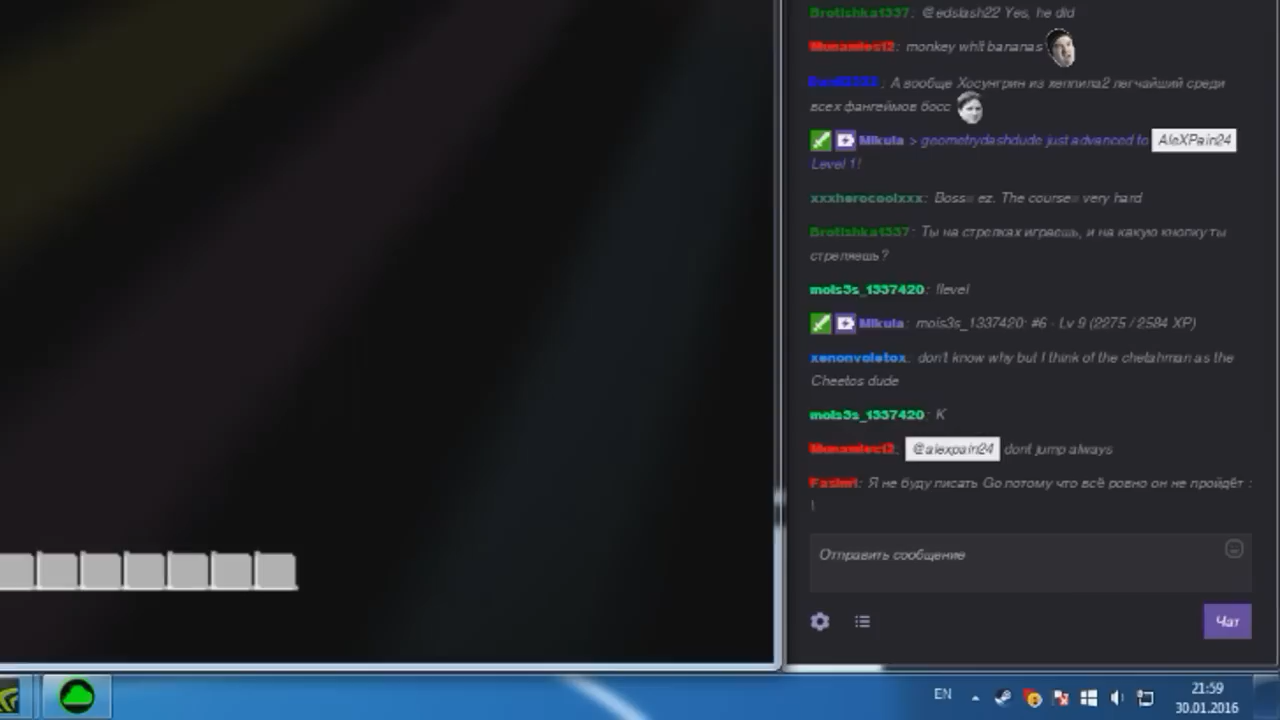 Brotishka1337: @edslash22 Yes, he did
monkey whit bananas
: А вообще Хосунгрин из хеппила2 легчайший среди
всех фангеймов босс
Mikula > geometrydashdude just advanced to AleXPain24
Level 1!
xxxherocoolxxx: Boss= ez. The course= very hard
Brotishka1337: Ты на стрелках играешь, и на какую кнопку ты
стреляешь?
mois3s_1337420: !level
Mikula: mois3s_1337420: #6 - Lv 9 (2275 / 2584 XP)
xenonvoletox: don't know why but I think of the chetahman as the
Cheetos dude
mois3s_1337420: K
@alexpain24 dont jump always
Я не буду писать Go потому что всё ровно он не пройдёт :
\
Отправить сообщение
Чат
EN
21:59
30.01.2016